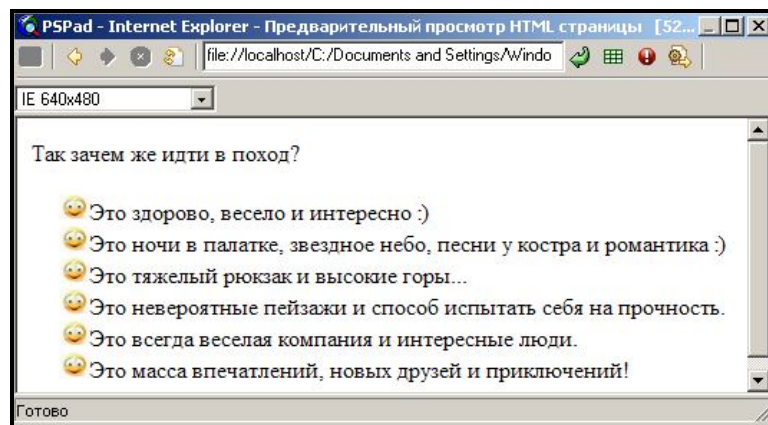 PSPad - Internet Explorer - Предварительный просмотр HTML страницы [52...
file://localhost/C:/Documents and Settings/Windo
IE 640x480
Так зачем же идти в поход?
Это здорово, весело и интересно :)
Это ночи в палатке, звездное небо, песни у костра и романтика :)
Это тяжелый рюкзак и высокие горы...
Это невероятные пейзажи и способ испытать себя на прочность.
Это всегда веселая компания и интересные люди.
Это масса впечатлений, новых друзей и приключений!
Готово